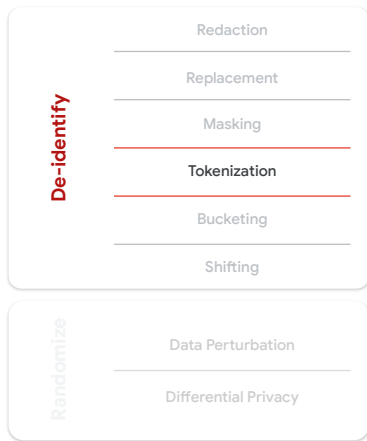 De-identify
Redaction
Replacement
Masking
Tokenization
Bucketing
Shifting
Randomize
Data Perturbation
Differential Privacy